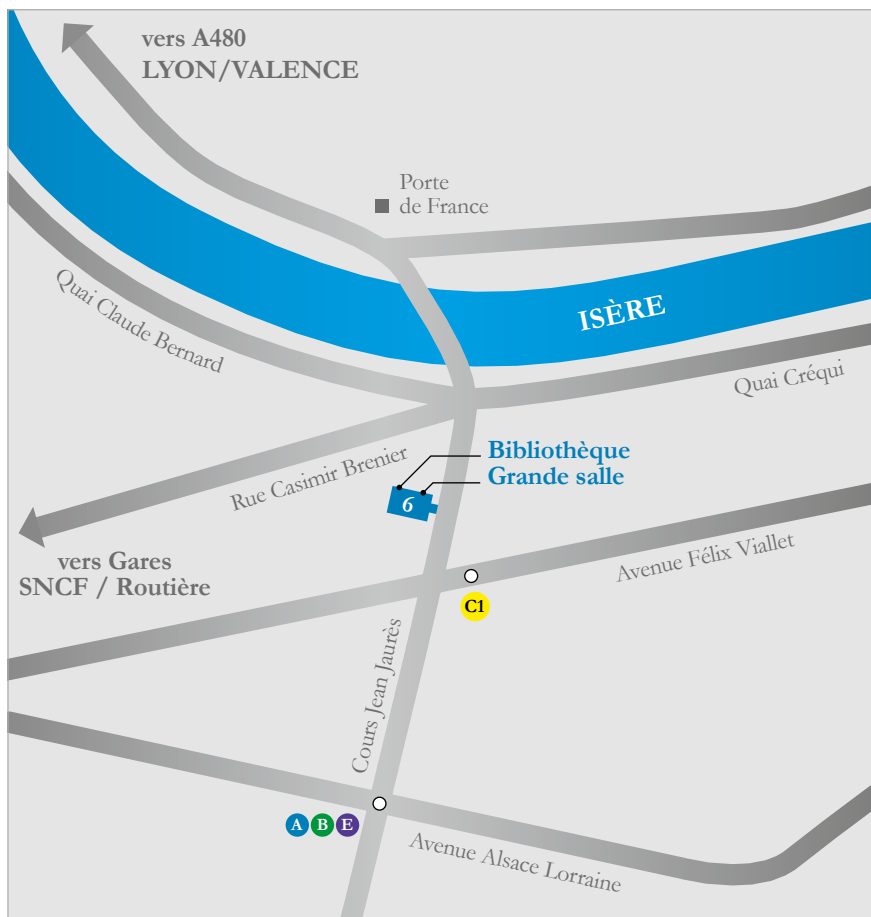 vers A480
LYON/VALENCE
Porte
de France
ISÈRE
Quai Claude Bernard
Quai Créqui
Bibliothèque
Grande salle
Rue Casimir Brenier
6
vers Gares
SNCF / Routière
Avenue Félix Viallet
C1
Cours Jean Jaurès
A B E
Avenue Alsace Lorraine